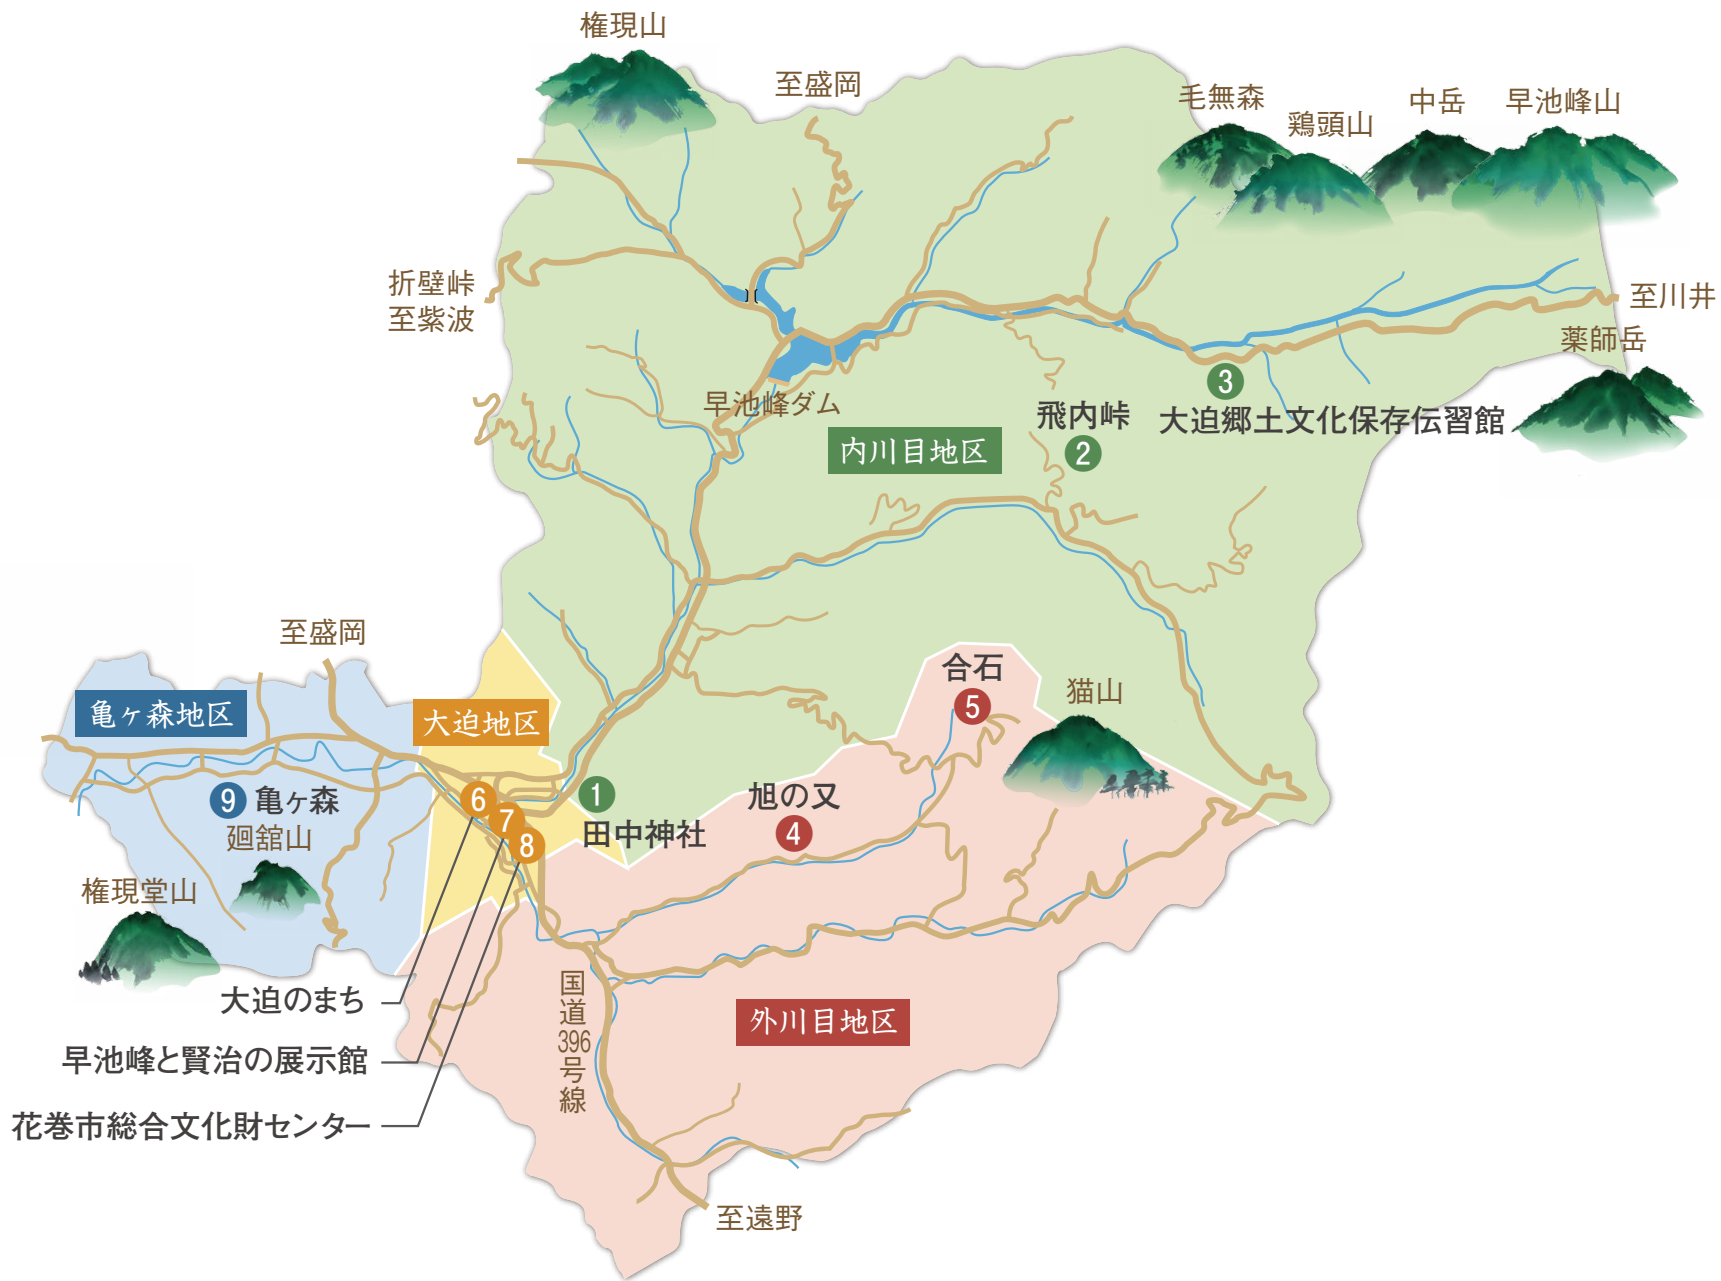 権現山
至盛岡
毛無森
鶏頭山
中岳
早池峰山
折壁峠
至紫波
至川井
薬師岳
早池峰ダム
3
大迫郷土文化保存伝習館
飛内峠
2
内川目地区
至盛岡
合石
5
猫山
亀ヶ森地区
大迫地区
9 亀ヶ森
廻舘山
権現堂山
6
7
8
1
田中神社
旭の又
4
大迫のまち
早池峰と賢治の展示館
花巻市総合文化財センター
国道396号線
外川目地区
至遠野